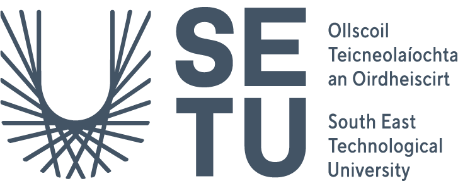 SE
TU
Ollscoil
Teicneolaíochta
an Oirdheiscirt
South East
Technological
University